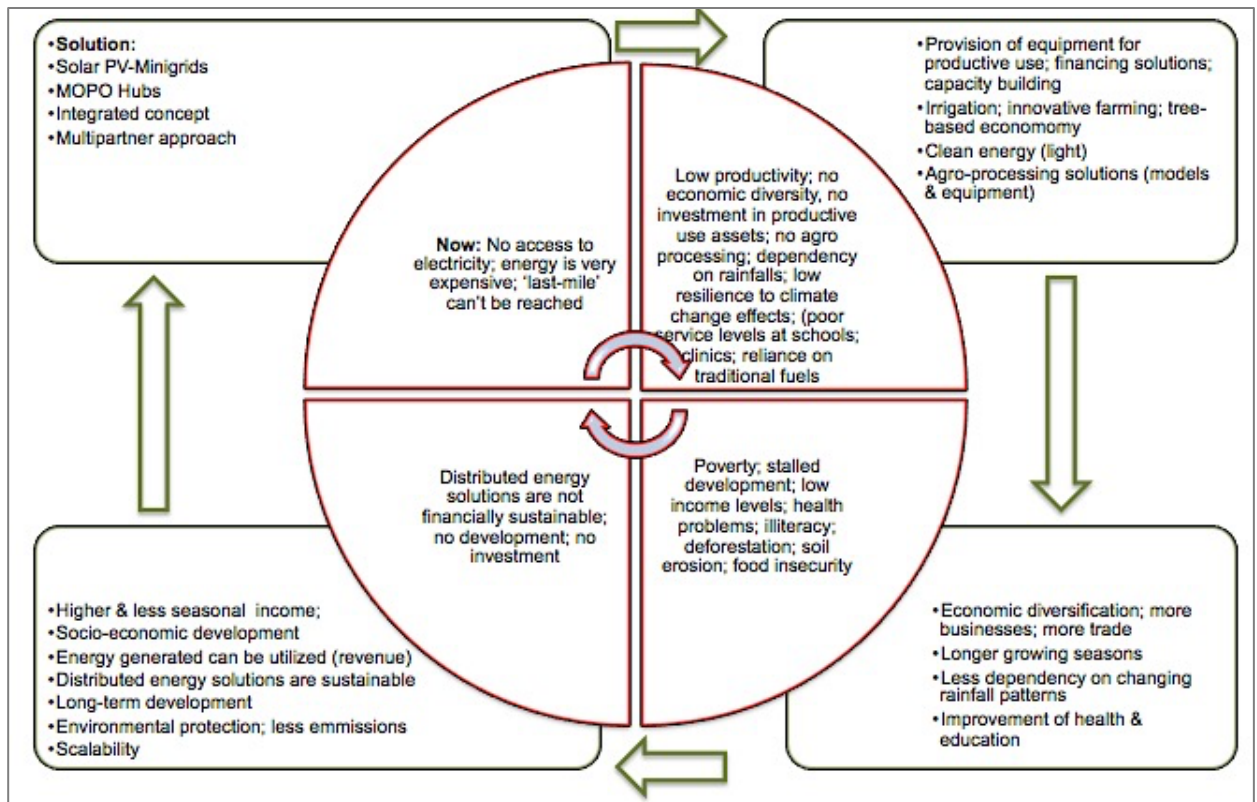 •Solution:
•Solar PV-Minigrids
•MOPO Hubs
•Integrated concept
•Multipartner approach
•Provision of equipment for
productive use; financing solutions;
capacity building
•Irrigation; innovative farming; tree-
based economomy
•Clean energy (light)
•Agro-processing solutions (models
& equipment)
Now: No access to
electricity; energy is very
expensive; ‘last-mile’
can’t be reached
Low productivity; no
economic diversity, no
investment in productive
use assets; no agro
processing; dependency
on rainfalls; low
resilience to climate
change effects; (poor
service levels at schools;
clinics; reliance on
traditional fuels
Distributed energy
solutions are not
financially sustainable;
no development; no
investment
Poverty; stalled
development; low
income levels; health
problems; illiteracy;
deforestation; soil
erosion; food insecurity
•Higher & less seasonal income;
•Socio-economic development
•Energy generated can be utilized (revenue)
•Distributed energy solutions are sustainable
•Long-term development
•Environmental protection; less emmissions
•Scalability
•Economic diversification; more
businesses; more trade
•Longer growing seasons
•Less dependency on changing
rainfall patterns
•Improvement of health &
education